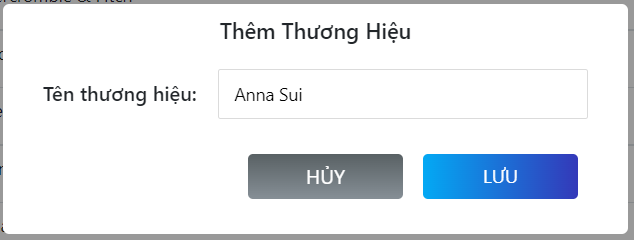 Thêm Thương Hiệu
Tên thương hiệu:
Anna Sui
HỦY
LƯU